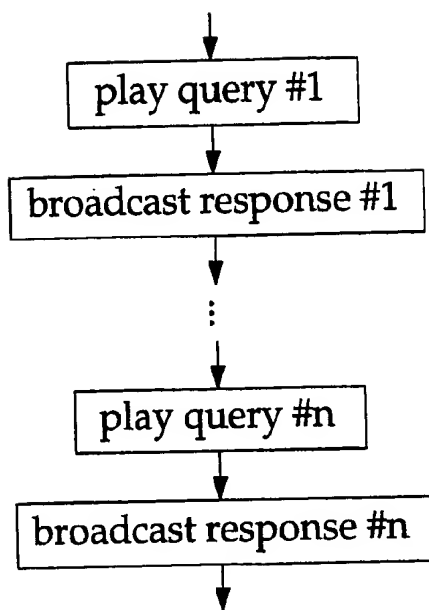 play query #1
broadcast response #1
⋮
play query #n
broadcast response #n